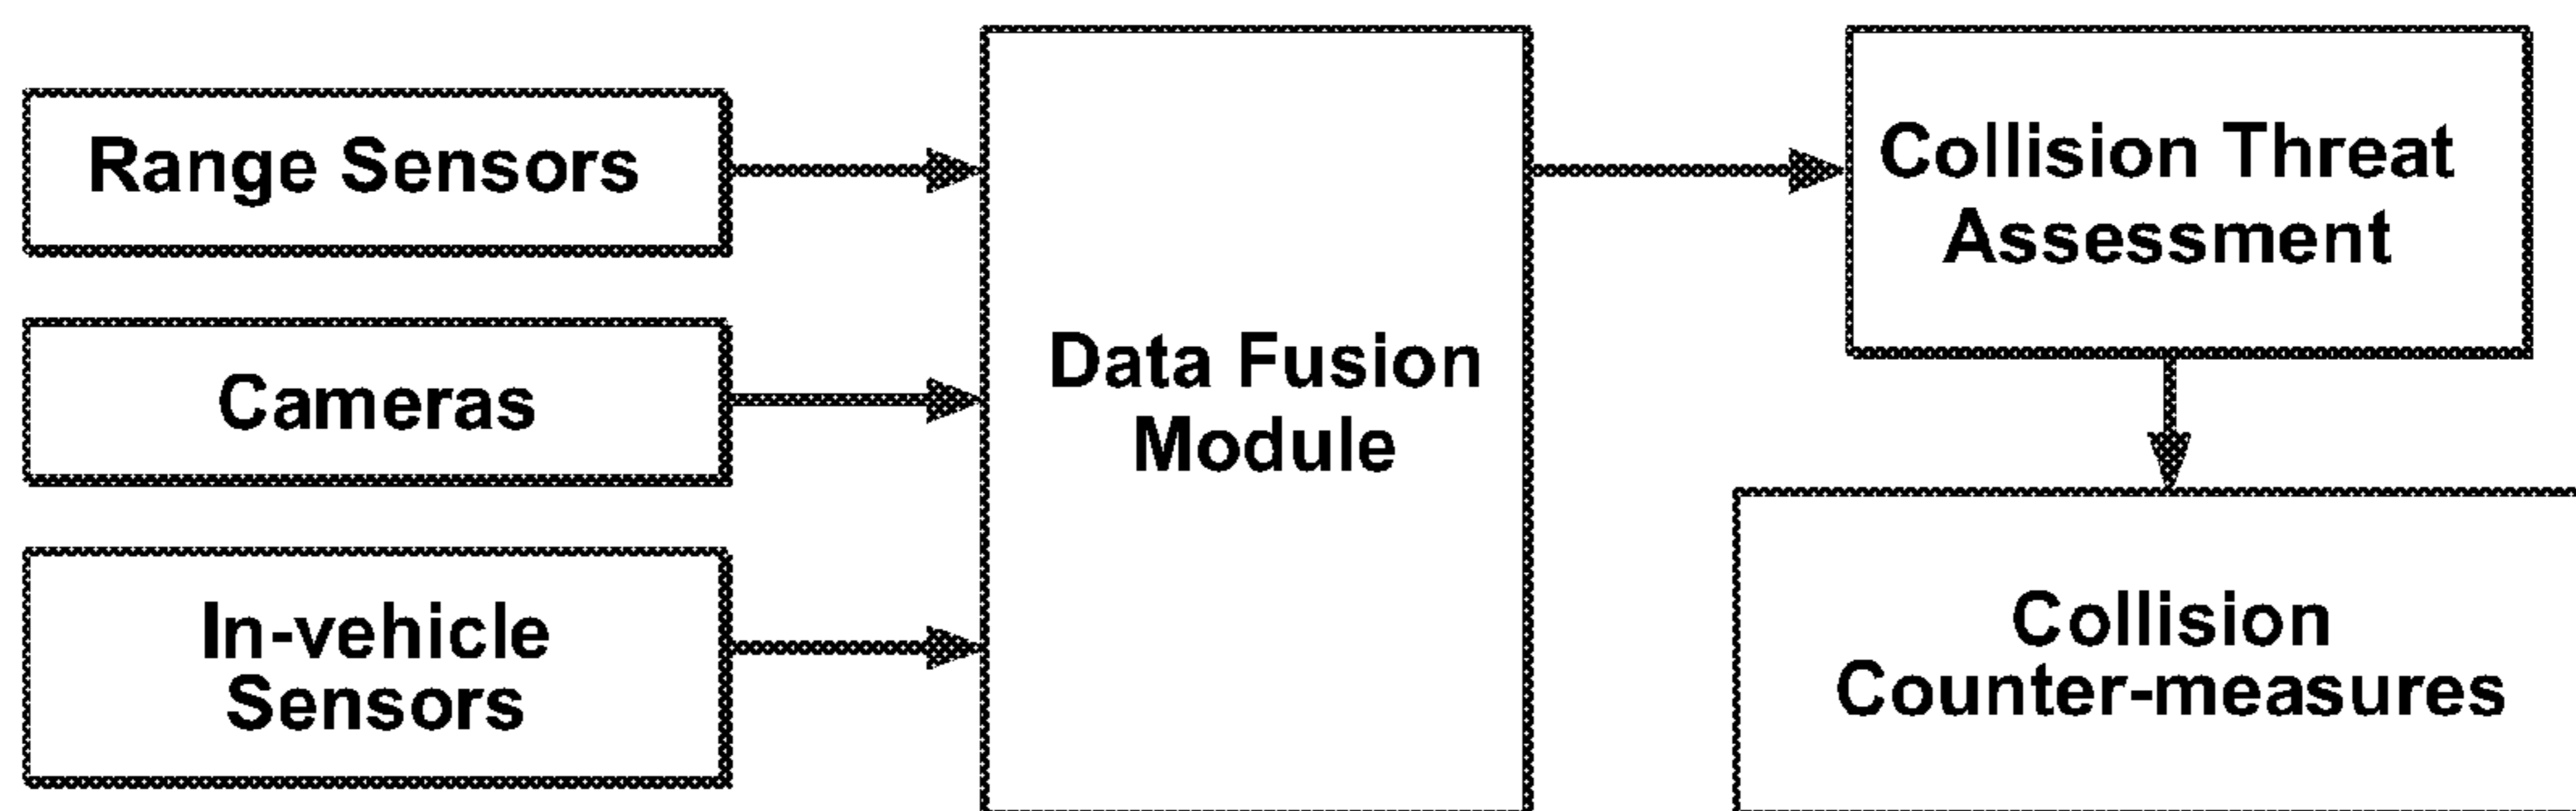 Range Sensors
Cameras
In-vehicle
Sensors
Data Fusion
Module
Collision Threat
Assessment
Collision
Counter-measures